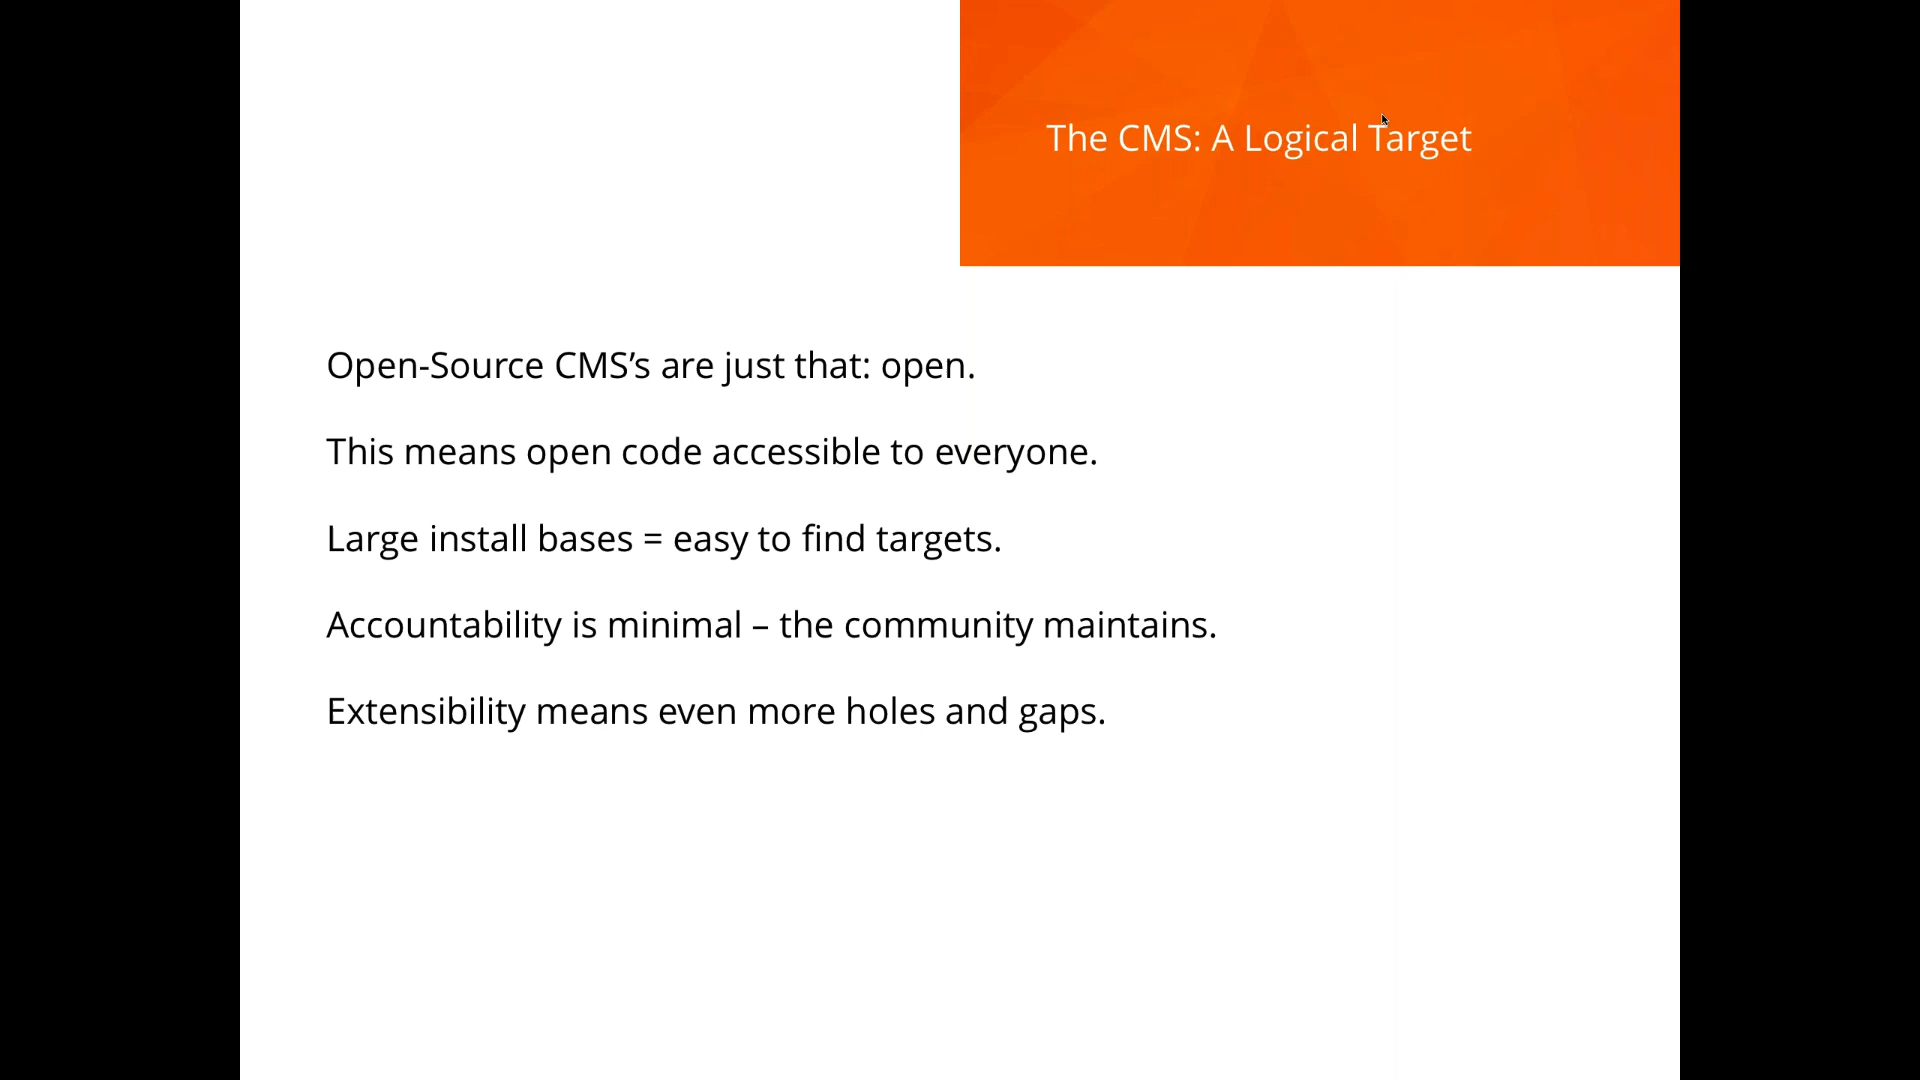 The CMS: A Logical Target
Open-Source CMS’s are just that: open.
This means open code accessible to everyone.
Large install bases = easy to find targets.
Accountability is minimal – the community maintains.
Extensibility means even more holes and gaps.